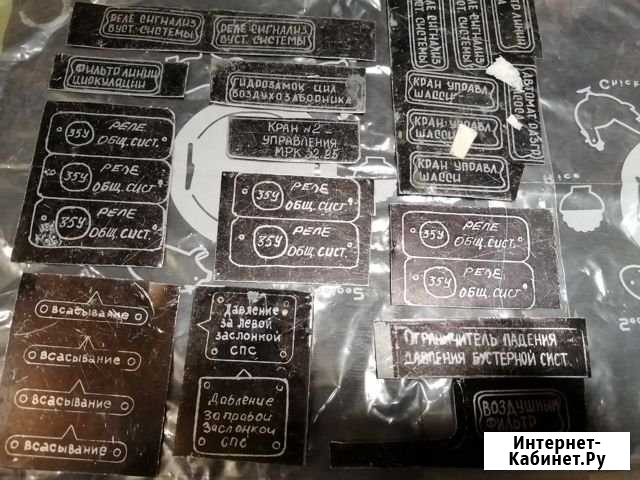 РЕЛЕ СИГНАЛИЗ
БУСТ. СИСТЕМЫ
РЕЛЕ СИГНАЛИЗ
БУСТ. СИСТЕМЫ
ФИЛЬТР ЛИНИИ
ЦИРКУЛЯЦИИ
ГИДРОЗАМОК ЦИЛ
ВОЗДУХОЗАБОРНИКА
КРАН УПРАВЛ
ШАССИ
КРАН УПРАВЛ
ШАССИ
КРАН УПРАВЛ
ШАССИ
КРАН №2
УПРАВЛЕНИЯ
35У РЕЛЕ
ОБЩ. СИСТ.
35У РЕЛЕ
ОБЩ. СИСТ.
35У РЕЛЕ
ОБЩ. СИСТ.
35У РЕЛЕ
ОБЩ. СИСТ.
35У РЕЛЕ
ОБЩ. СИСТ.
35У РЕЛЕ
ОБЩ. СИСТ.
35У РЕЛЕ
ОБЩ. СИСТ.
всасывание
всасывание
всасывание
всасывание
Давление
за левой
заслонкой
СПС
Давление
За правой
Заслонкой
СПС
ОГРАНИЧИТЕЛЬ ПАДЕНИЯ
ДАВЛЕНИЯ БУСТЕРНОЙ СИСТ.
ВОЗДУШНЫЙ
ФИЛЬТР
Интернет-
Кабинет.Ру